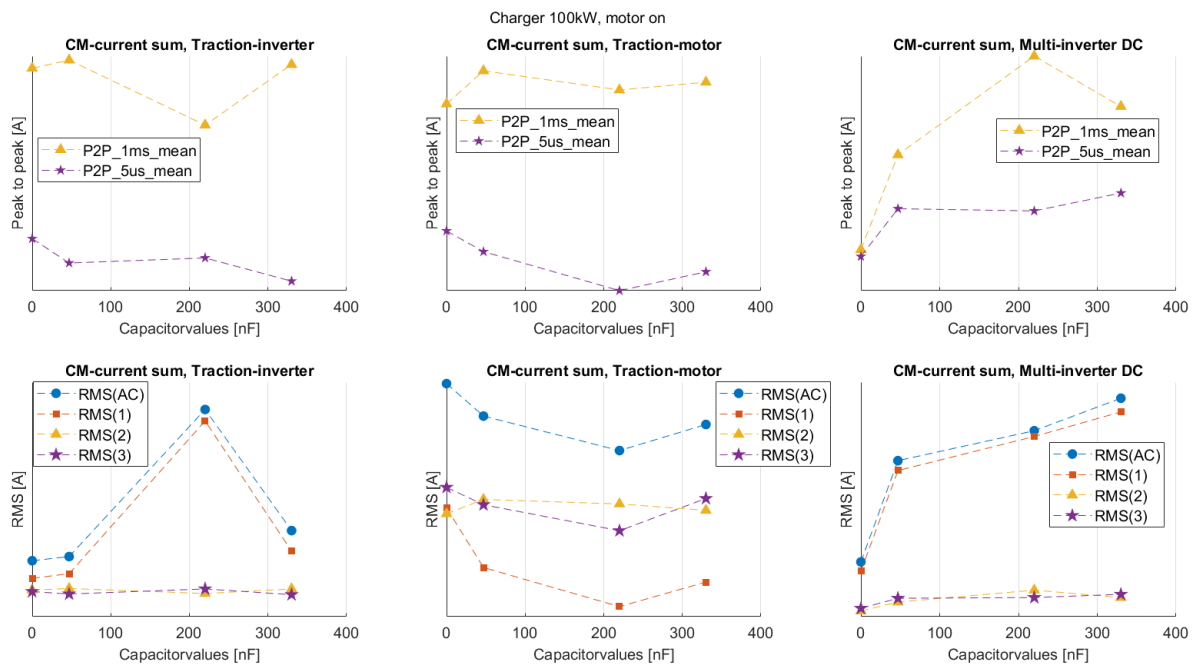 Charger 100kW, motor on
CM-current sum, Traction-inverter
Peak to peak [A]
P2P_1ms_mean
P2P_5us_mean
0 100 200 300 400
Capacitorvalues [nF]
CM-current sum, Traction-motor
Peak to peak [A]
P2P_1ms_mean
P2P_5us_mean
0 100 200 300 400
Capacitorvalues [nF]
CM-current sum, Multi-inverter DC
Peak to peak [A]
P2P_1ms_mean
P2P_5us_mean
0 100 200 300 400
Capacitorvalues [nF]
CM-current sum, Traction-inverter
RMS [A]
RMS(AC)
RMS(1)
RMS(2)
RMS(3)
0 100 200 300 400
Capacitorvalues [nF]
CM-current sum, Traction-motor
RMS [A]
RMS(AC)
RMS(1)
RMS(2)
RMS(3)
0 100 200 300 400
Capacitorvalues [nF]
CM-current sum, Multi-inverter DC
RMS [A]
RMS(AC)
RMS(1)
RMS(2)
RMS(3)
0 100 200 300 400
Capacitorvalues [nF]